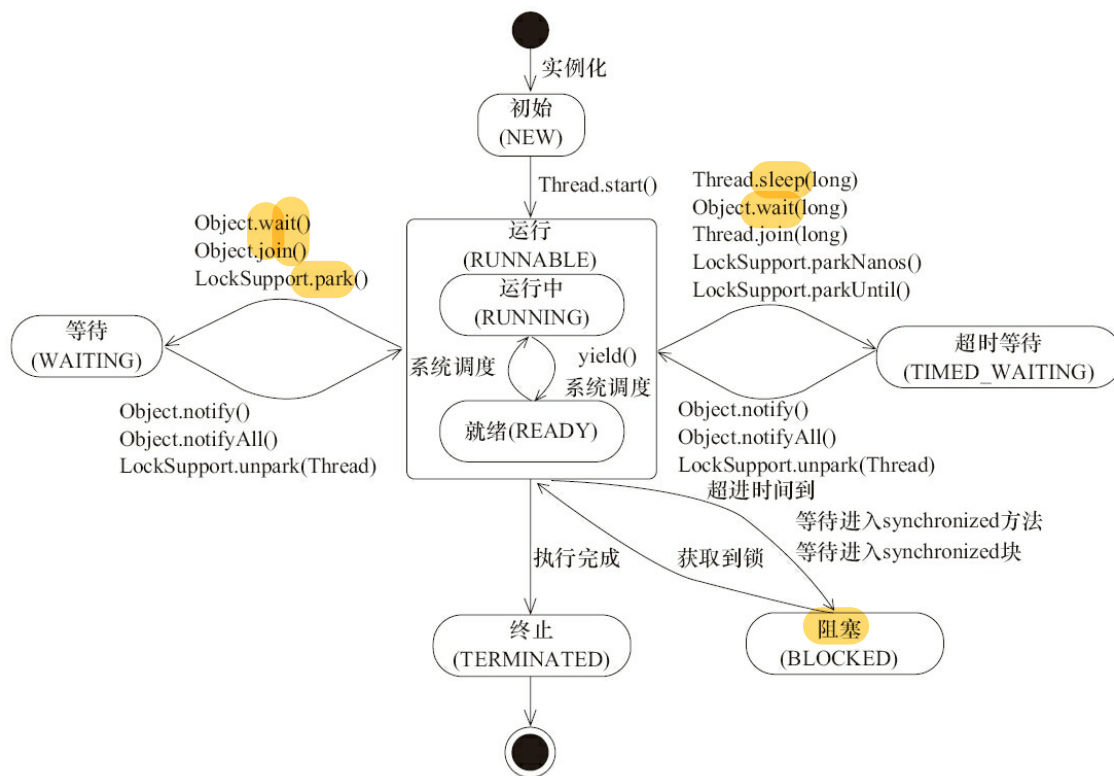 实例化
初始
(NEW)
Thread.start()
Object.wait()
Object.join()
LockSupport.park()
Thread.sleep(long)
Object.wait(long)
Thread.join(long)
LockSupport.parkNanos()
LockSupport.parkUntil()
运行
(RUNNABLE)
运行中
(RUNNING)
系统调度
yield()
系统调度
就绪(READY)
等待
(WAITING)
超时等待
(TIMED_WAITING)
Object.notify()
Object.notifyAll()
LockSupport.unpark(Thread)
Object.notify()
Object.notifyAll()
LockSupport.unpark(Thread)
超进时间到
等待进入synchronized方法
等待进入synchronized块
获取到锁
执行完成
终止
(TERMINATED)
阻塞
(BLOCKED)